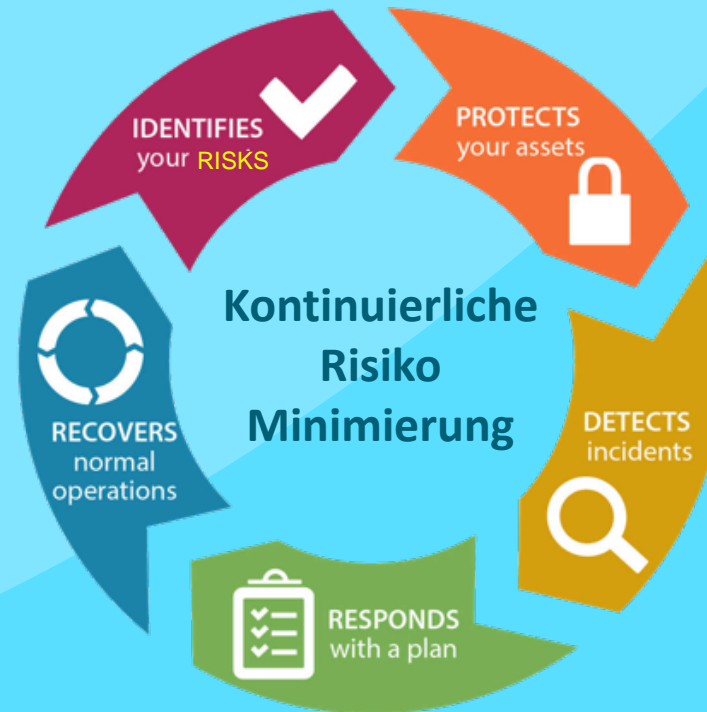 IDENTIFIES
your RISKS
PROTECTS
your assets
Kontinuierliche
Risiko
Minimierung
DETECTS
incidents
RESPONDS
with a plan
RECOVERS
normal
operations